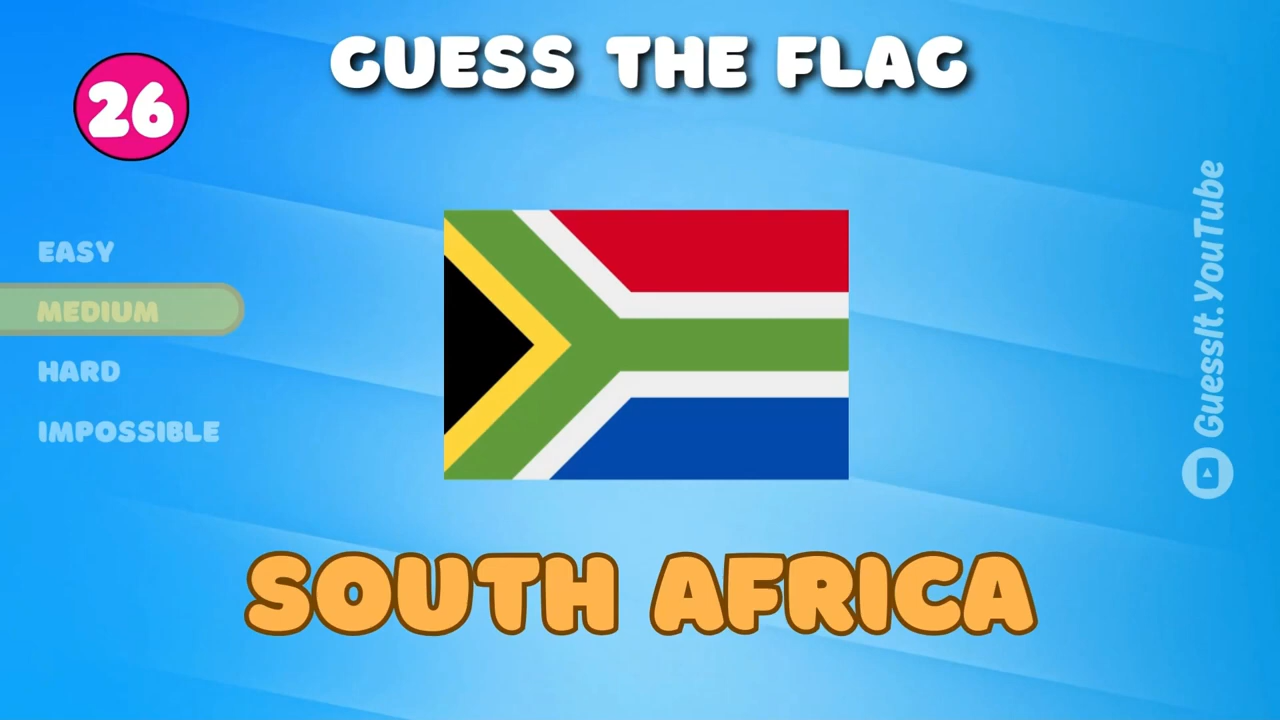 GUESS THE FLAG
26
EASY
MEDIUM
HARD
IMPOSSIBLE
GuessIt.YouTube
SOUTH AFRICA